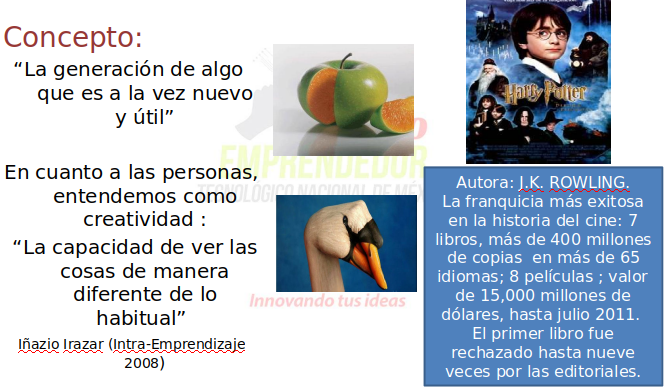 Concepto:
“La generación de algo
que es a la vez nuevo
y útil”
En cuanto a las personas,
entendemos como
creatividad :
“La capacidad de ver las
cosas de manera
diferente de lo
habitual”
Iñazio Irazar (Intra-Emprendizaje
2008)
EMPRENDEDOR
TECNOLÓGICO NACIONAL DE MÉX
Innovando tus ideas
Harry Potter
Autora: J.K. ROWLING.
La franquicia más exitosa
en la historia del cine: 7
libros, más de 400 millones
de copias en más de 65
idiomas; 8 películas ; valor
de 15,000 millones de
dólares, hasta julio 2011.
El primer libro fue
rechazado hasta nueve
veces por las editoriales.